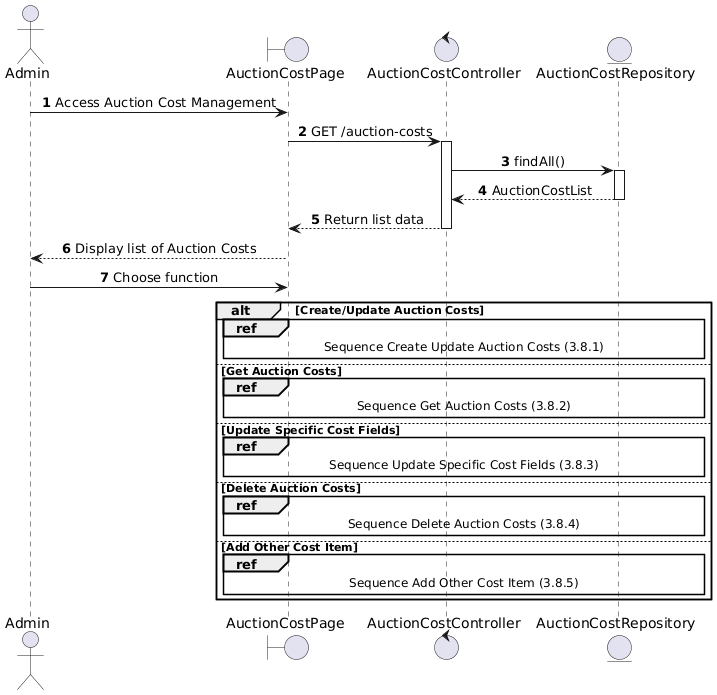 Admin
AuctionCostPage
AuctionCostController
AuctionCostRepository
1 Access Auction Cost Management
2 GET /auction-costs
3 findAll()
4 AuctionCostList
5 Return list data
6 Display list of Auction Costs
7 Choose function
alt [Create/Update Auction Costs]
ref
Sequence Create Update Auction Costs (3.8.1)
[Get Auction Costs]
ref
Sequence Get Auction Costs (3.8.2)
[Update Specific Cost Fields]
ref
Sequence Update Specific Cost Fields (3.8.3)
[Delete Auction Costs]
ref
Sequence Delete Auction Costs (3.8.4)
[Add Other Cost Item]
ref
Sequence Add Other Cost Item (3.8.5)
Admin
AuctionCostPage
AuctionCostController
AuctionCostRepository